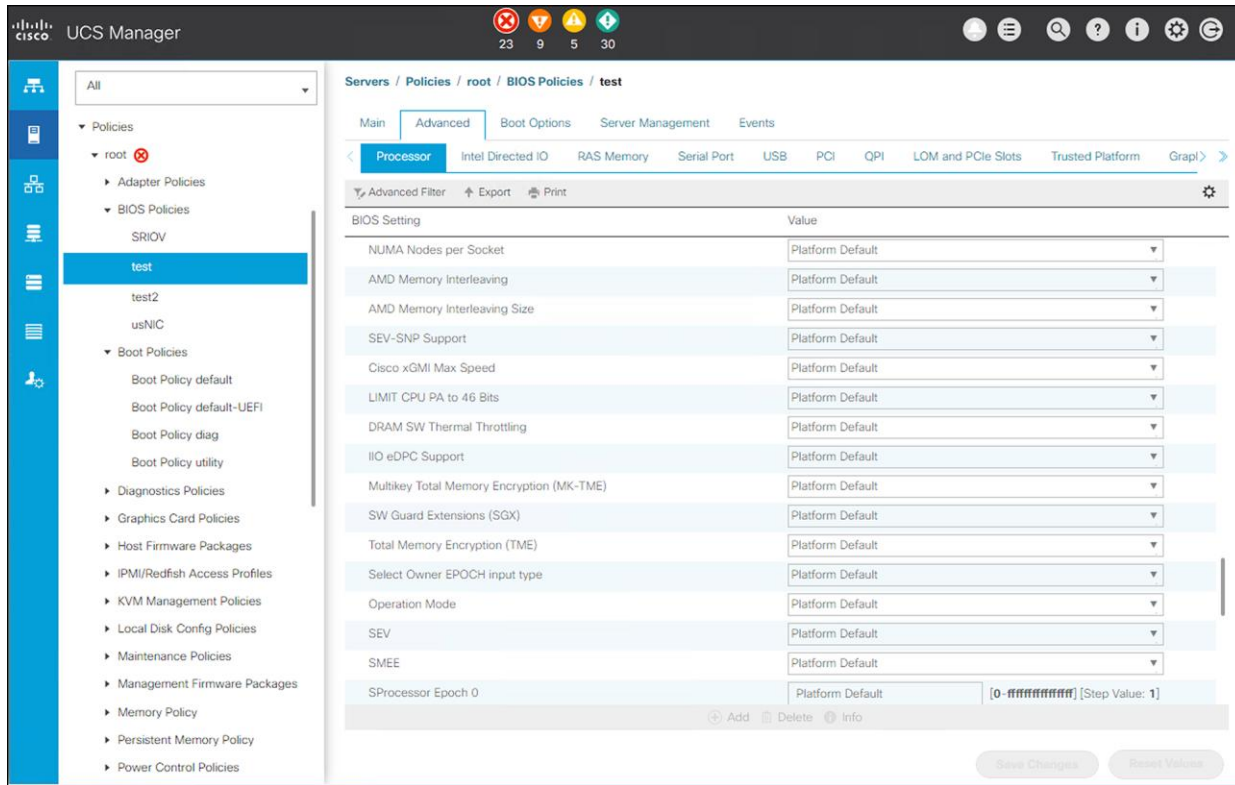 cisco UCS Manager
23 9 5 30
All
Policies
root
Adapter Policies
BIOS Policies
SRIOV
test
test2
usNIC
Boot Policies
Boot Policy default
Boot Policy default-UEFI
Boot Policy diag
Boot Policy utility
Diagnostics Policies
Graphics Card Policies
Host Firmware Packages
IPMI/Redfish Access Profiles
KVM Management Policies
Local Disk Config Policies
Maintenance Policies
Management Firmware Packages
Memory Policy
Persistent Memory Policy
Power Control Policies
Servers / Policies / root / BIOS Policies / test
Main Advanced Boot Options Server Management Events
Processor Intel Directed IO RAS Memory Serial Port USB PCI QPI LOM and PCIe Slots Trusted Platform Graph
Advanced Filter Export Print
BIOS Setting Value
NUMA Nodes per Socket Platform Default
AMD Memory Interleaving Platform Default
AMD Memory Interleaving Size Platform Default
SEV-SNP Support Platform Default
Cisco xGMI Max Speed Platform Default
LIMIT CPU PA to 46 Bits Platform Default
DRAM SW Thermal Throttling Platform Default
IIO eDPC Support Platform Default
Multikey Total Memory Encryption (MK-TME) Platform Default
SW Guard Extensions (SGX) Platform Default
Total Memory Encryption (TME) Platform Default
Select Owner EPOCH input type Platform Default
Operation Mode Platform Default
SEV Platform Default
SMEE Platform Default
SProcessor Epoch 0 Platform Default [0-ffffffffffffffff] [Step Value: 1]
Add Delete Info
Save Changes Reset Values